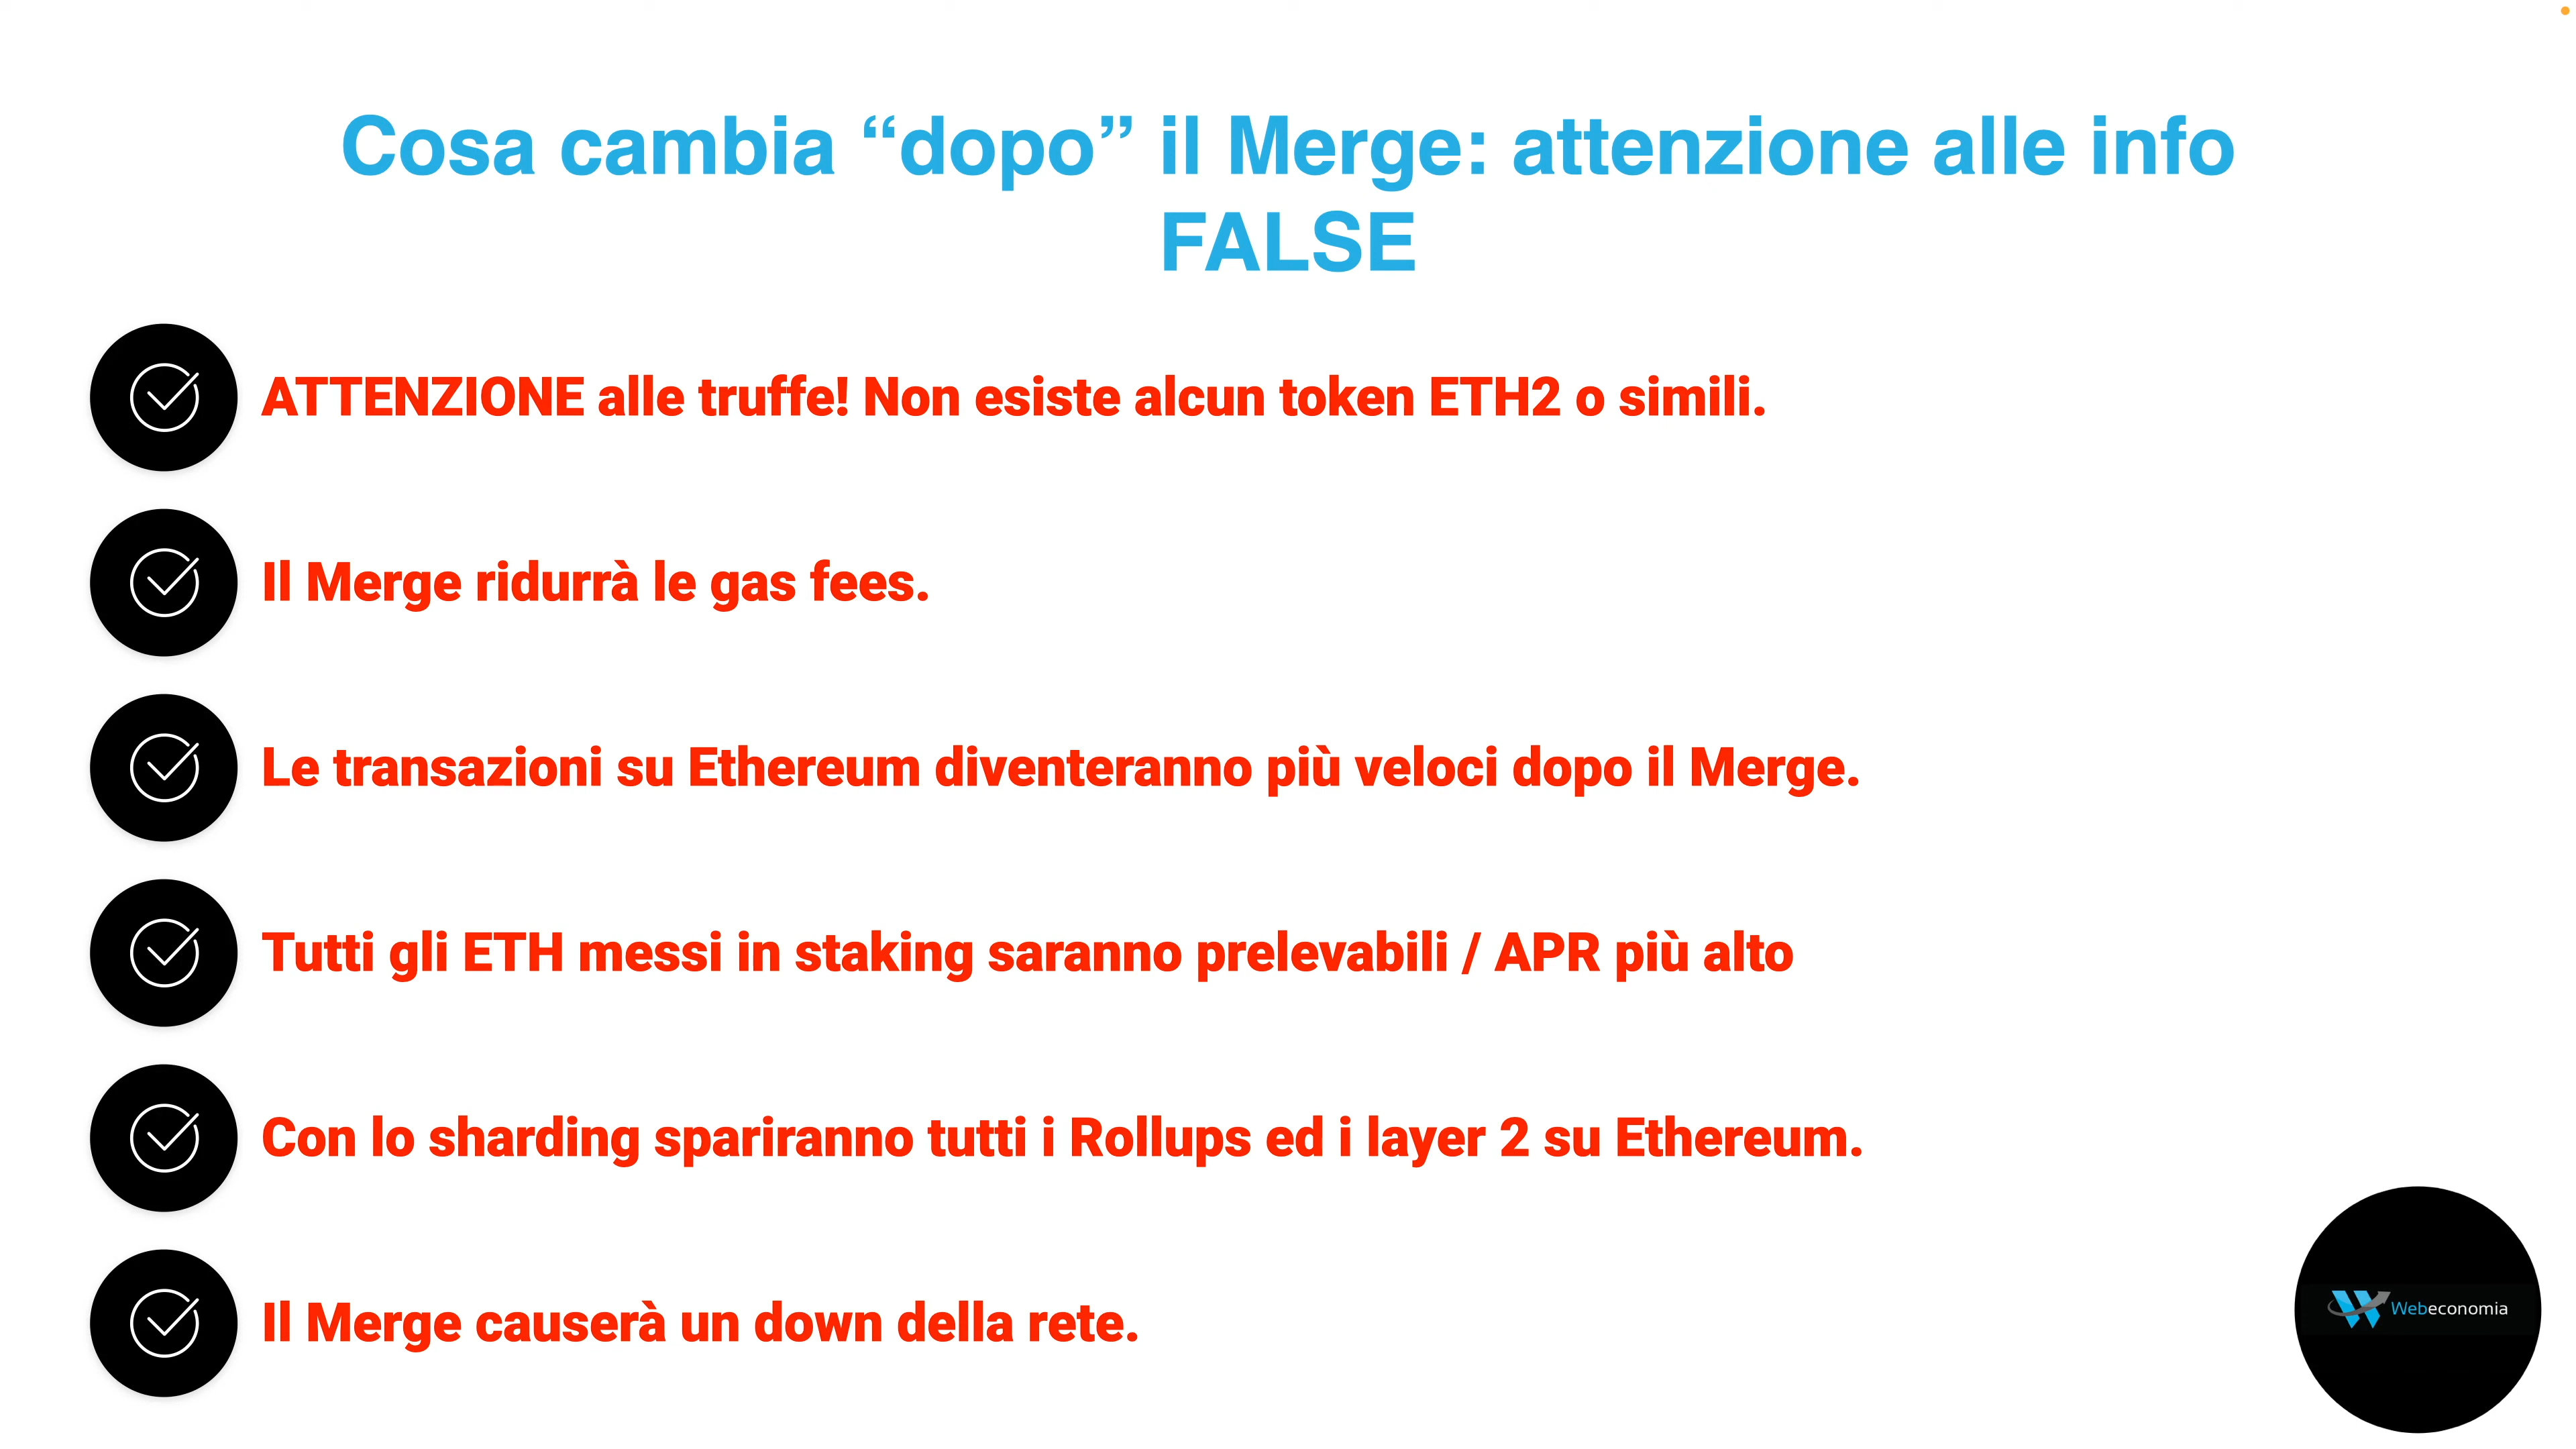 Cosa cambia “dopo” il Merge: attenzione alle info
FALSE
ATTENZIONE alle truffe! Non esiste alcun token ETH2 o simili.
Il Merge ridurrà le gas fees.
Le transazioni su Ethereum diventeranno più veloci dopo il Merge.
Tutti gli ETH messi in staking saranno prelevabili / APR più alto
Con lo sharding spariranno tutti i Rollups ed i layer 2 su Ethereum.
Il Merge causerà un down della rete.
Webeconomia